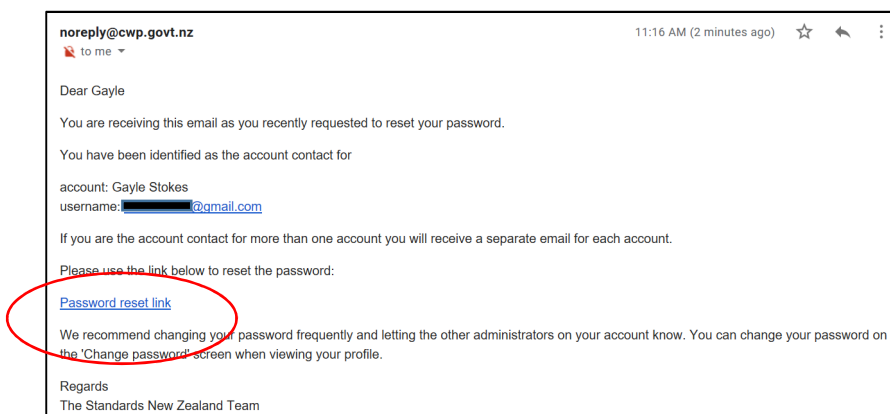 noreply@cwp.govt.nz 11:16 AM (2 minutes ago)
to me
Dear Gayle
You are receiving this email as you recently requested to reset your password.
You have been identified as the account contact for
account: Gayle Stokes
username: @gmail.com
If you are the account contact for more than one account you will receive a separate email for each account.
Please use the link below to reset the password:
Password reset link
We recommend changing your password frequently and letting the other administrators on your account know. You can change your password on
the 'Change password' screen when viewing your profile.
Regards
The Standards New Zealand Team